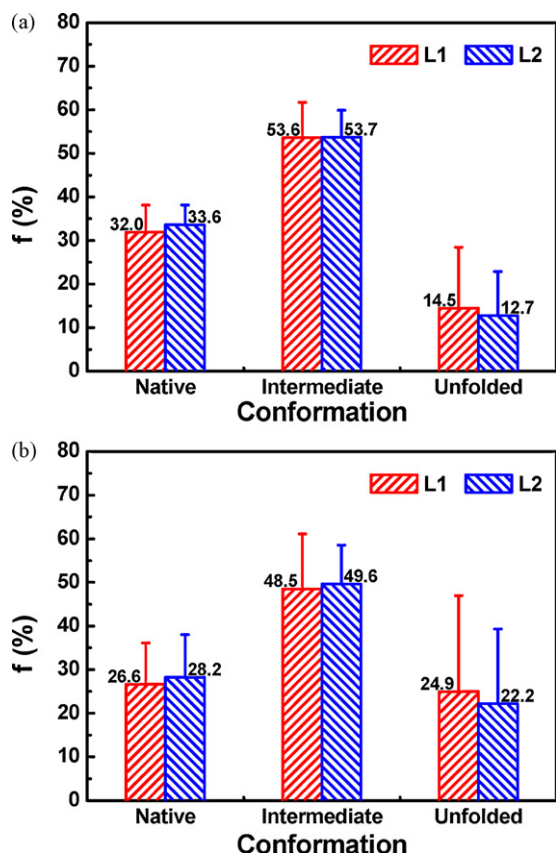 (a)
80
70
60
50
40
30
20
10
0
f (%)
L1 L2
32.0 33.6 53.6 53.7 14.5 12.7
Native Intermediate Unfolded
Conformation
(b)
80
70
60
50
40
30
20
10
0
f (%)
L1 L2
26.6 28.2 48.5 49.6 24.9 22.2
Native Intermediate Unfolded
Conformation